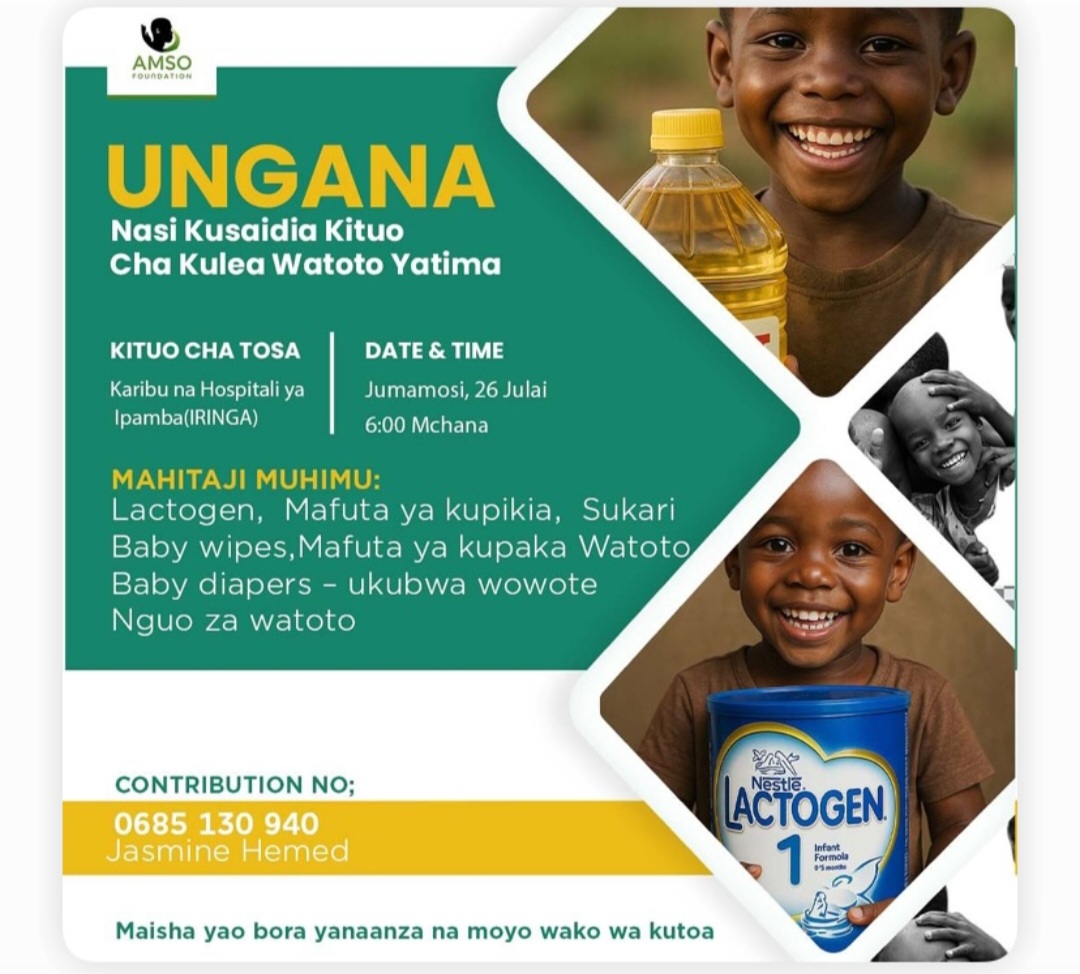 AMSO
FOUNDATION
UNGANA
Nasi Kusaidia Kituo
Cha Kulea Watoto Yatima
KITUO CHA TOSA
Karibu na Hospitali ya
Ipamba(IRINGA)
DATE & TIME
Jumamosi, 26 Julai
6:00 Mchana
MAHITAJI MUHIMU:
Lactogen, Mafuta ya kupikia, Sukari
Baby wipes,Mafuta ya kupaka Watoto
Baby diapers – ukubwa wowote
Nguo za watoto
CONTRIBUTION NO;
0685 130 940
Jasmine Hemed
Maisha yao bora yanaanza na moyo wako wa kutoa
Nestlé.
LACTOGEN.
1
Infant
Formola